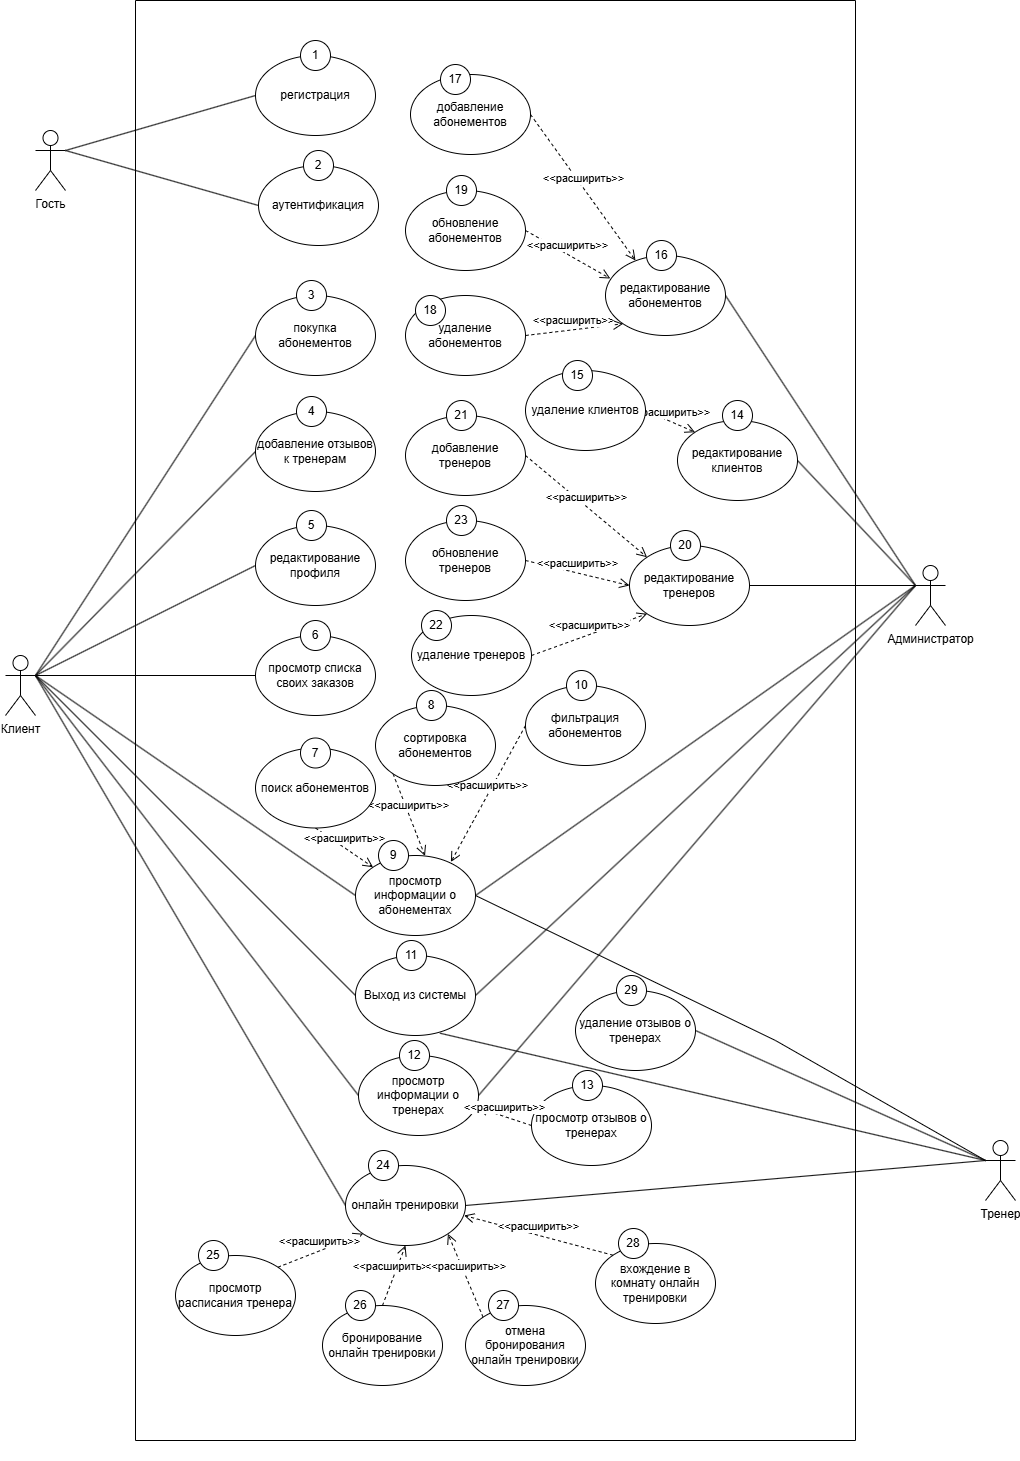 1
регистрация
17
добавление
абонементов
Гость
2
аутентификация
<<расширить>>
19
обновление
абонементов
<<расширить>>
16
редактирование
абонементов
3
покупка
абонементов
18
удаление
абонементов
<<расширить>>
15
удаление клиентов
асширить>>
14
редактирование
клиентов
4
добавление отзывов
к тренерам
21
добавление
тренеров
<<расширить>>
5
редактирование
профиля
23
обновление
тренеров
<<расширить>>
20
редактирование
тренеров
Администратор
6
просмотр списка
своих заказов
22
удаление тренеров
<<расширить>>
Клиент
8
сортировка
абонементов
10
фильтрация
абонементов
7
поиск абонементов
<<расширить>>
<<расширить>>
<<расширить>>
9
просмотр
информации о
абонементах
11
Выход из системы
29
удаление отзывов о
тренерах
12
просмотр
информации о
тренерах
<<расширить>>
13
просмотр отзывов о
тренерах
24
онлайн тренировки
Тренер
<<расширить>>
<<расширить>>
<<расширить>>
<<расширить>>
25
просмотр
расписания тренера
28
вхождение в
комнату онлайн
тренировки
26
бронирование
онлайн тренировки
27
отмена
бронирования
онлайн тренировки